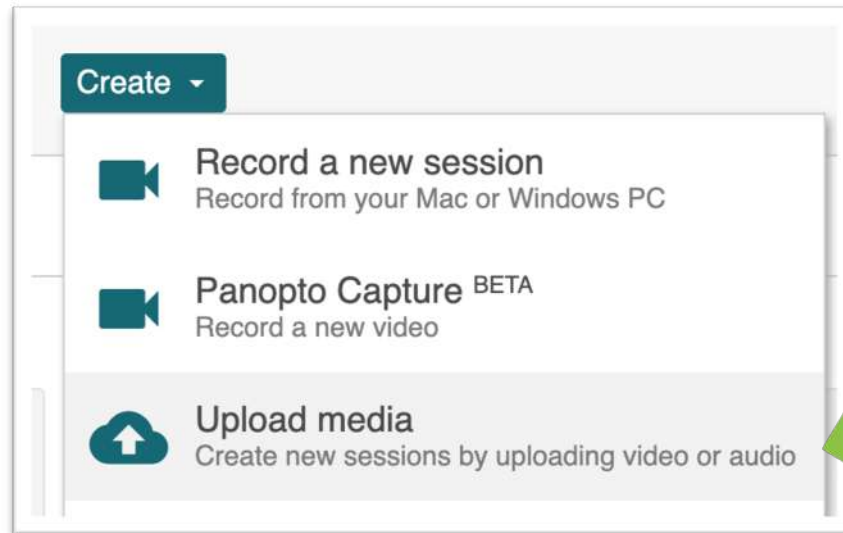 Create
Record a new session
Record from your Mac or Windows PC
Panopto Capture BETA
Record a new video
Upload media
Create new sessions by uploading video or audio